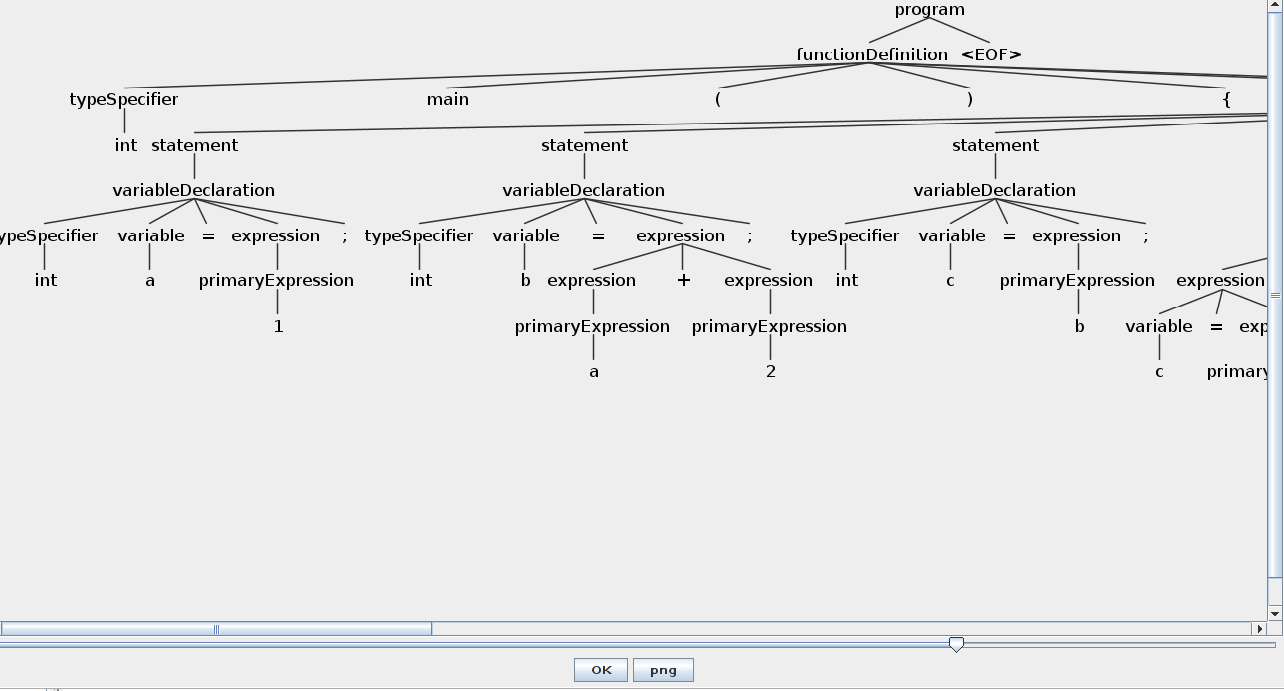 program
functionDefinition <EOF>
typeSpecifier main ( ) {
int statement statement statement
variableDeclaration variableDeclaration variableDeclaration
ypeSpecifier variable = expression ; typeSpecifier variable = expression ; typeSpecifier variable = expression ;
int a primaryExpression int b expression + expression int c primaryExpression expression
1 primaryExpression primaryExpression b variable = exp
a 2 c primary
OK png